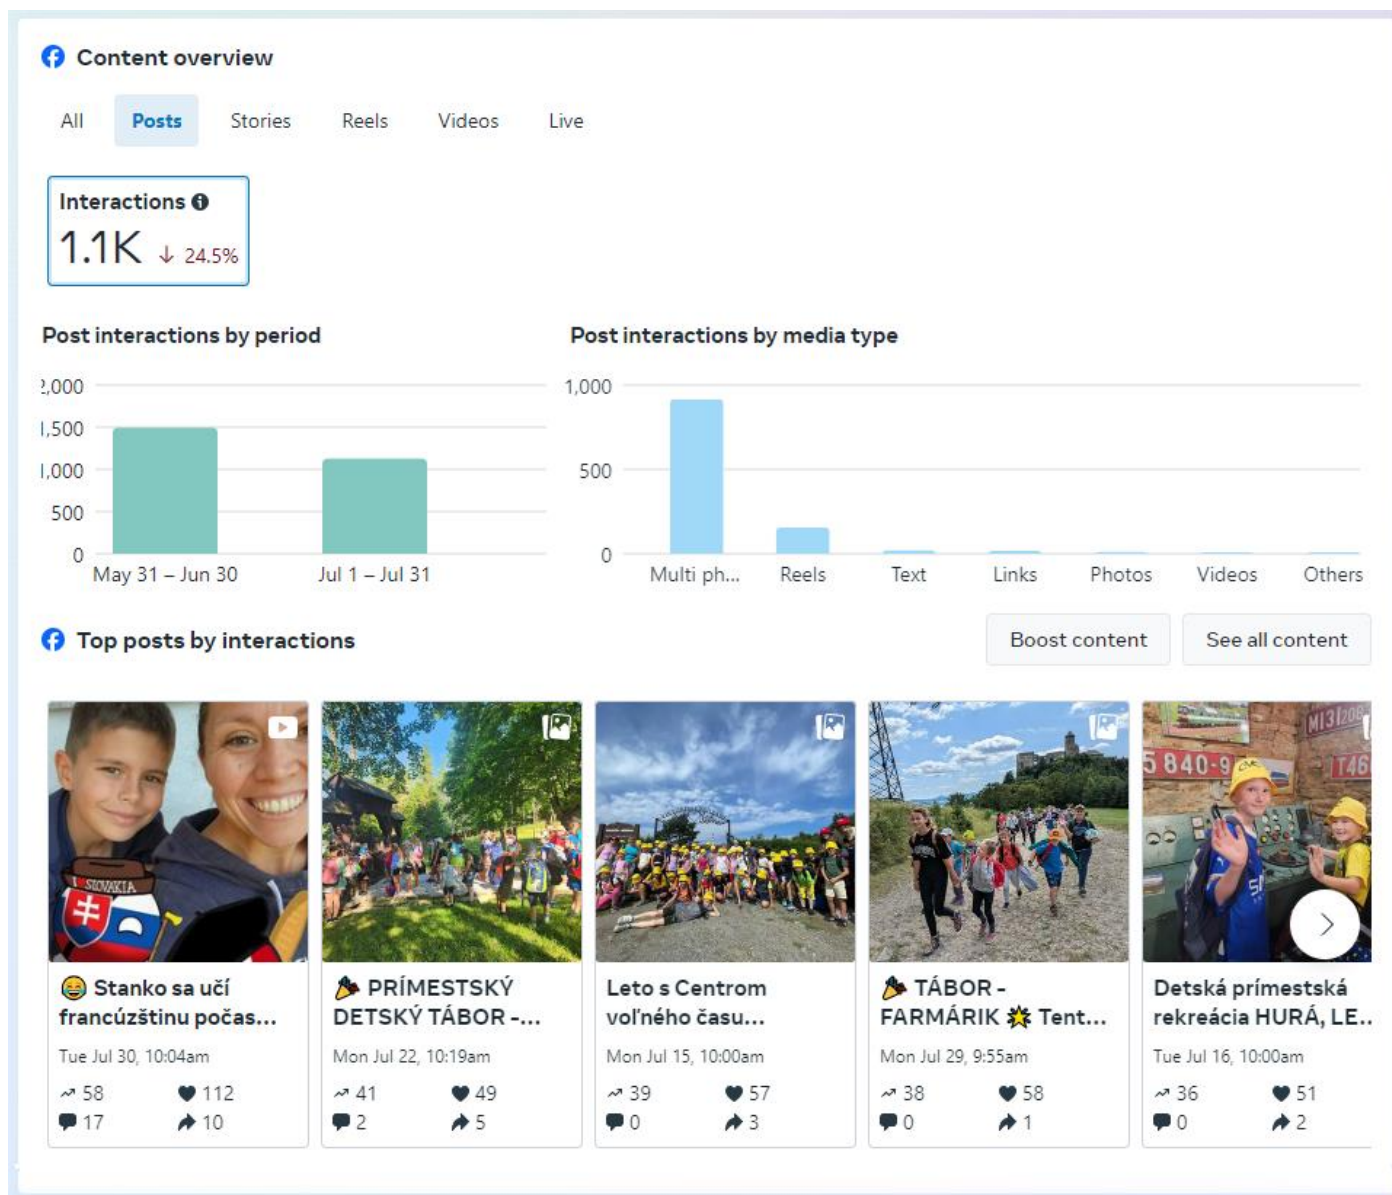 Content overview
All Posts Stories Reels Videos Live
Interactions
1.1K ↓ 24.5%
Post interactions by period
Post interactions by media type
2,000
1,500
1,000
500
0
May 31 – Jun 30 Jul 1 – Jul 31
1,000
500
0
Multi ph... Reels Text Links Photos Videos Others
Top posts by interactions
Boost content See all content
I SLOVAKIA
😂 Stanko sa učí
francúzštinu počas...
Tue Jul 30, 10:04am
58 112
17 10
🎉 PRÍMESTSKÝ
DETSKÝ TÁBOR -...
Mon Jul 22, 10:19am
41 49
2 5
Leto s Centrom
voľného času...
Mon Jul 15, 10:00am
39 57
0 3
🎉 TÁBOR -
FARMÁRIK 🌟 Tent...
Mon Jul 29, 9:55am
38 58
0 1
M131
5 840-9
T46
Detská prímestská
rekreácia HURÁ, LE..
Tue Jul 16, 10:00am
36 51
0 2